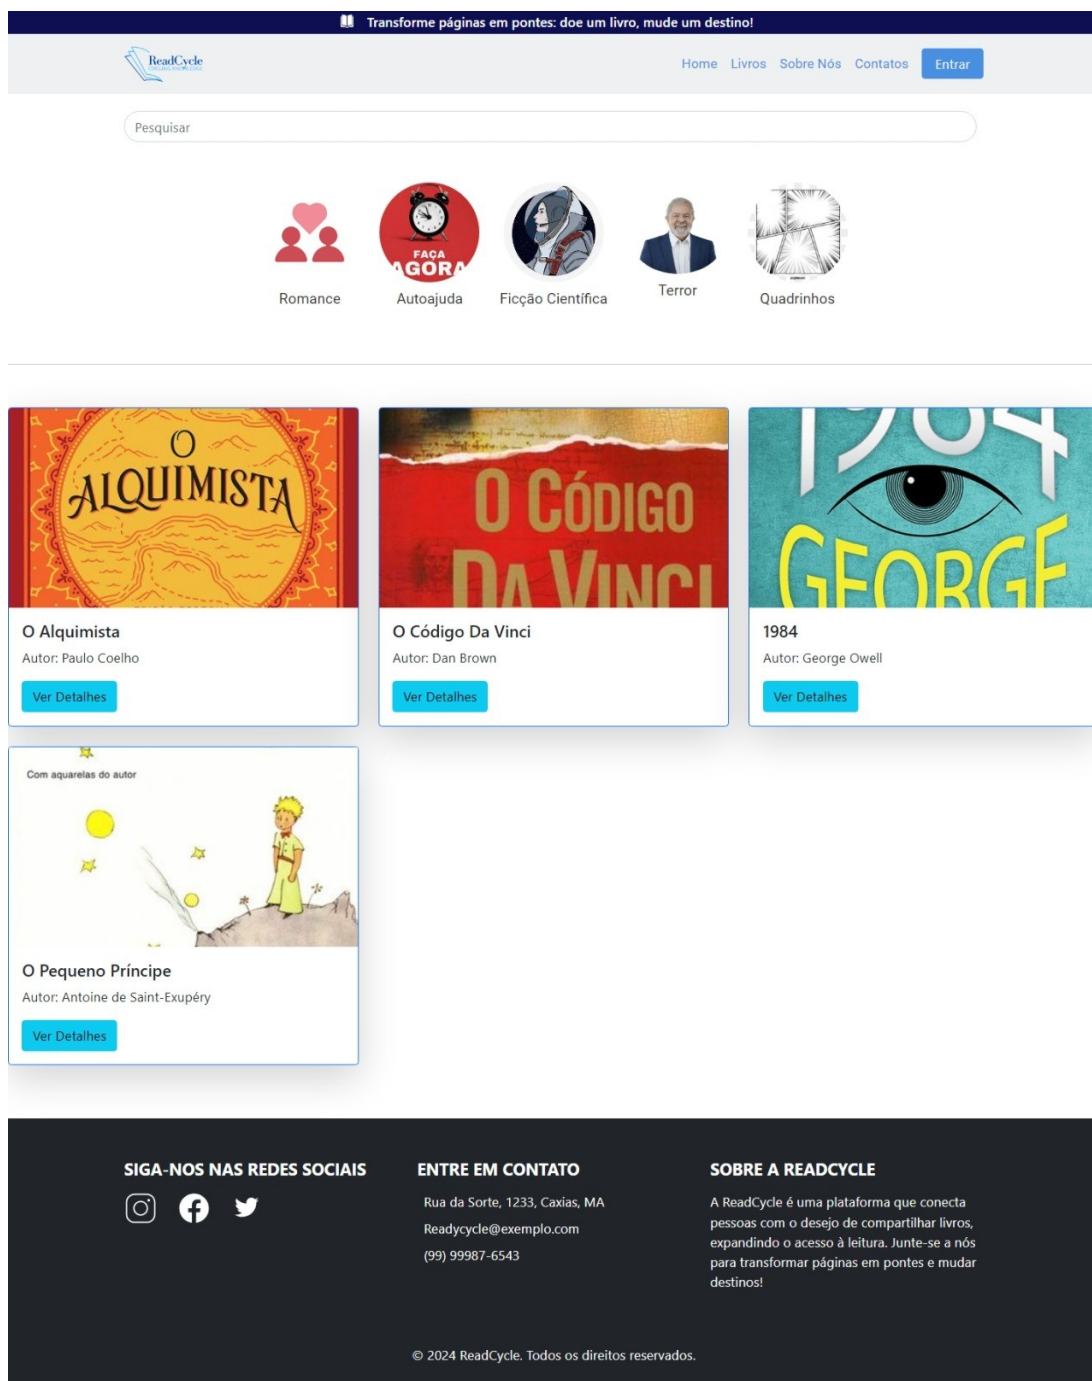 Transforme páginas em pontes: doe um livro, mude um destino!
ReadCycle
Home Livros Sobre Nós Contatos Entrar
Pesquisar
FAÇA
AGORA
Romance Autoajuda Ficção Científica Terror Quadrinhos
O
ALQUIMISTA
O CÓDIGO
DA VINCI
1984
GEORGE
O Alquimista
Autor: Paulo Coelho
Ver Detalhes
O Código Da Vinci
Autor: Dan Brown
Ver Detalhes
1984
Autor: George Owell
Ver Detalhes
Com aquarelas do autor
O Pequeno Príncipe
Autor: Antoine de Saint-Exupéry
Ver Detalhes
SIGA-NOS NAS REDES SOCIAIS
ENTRE EM CONTATO
Rua da Sorte, 1233, Caxias, MA
Readycycle@exemplo.com
(99) 99987-6543
SOBRE A READCYCLE
A ReadCycle é uma plataforma que conecta
pessoas com o desejo de compartilhar livros,
expandindo o acesso à leitura. Junte-se a nós
para transformar páginas em pontes e mudar
destinos!
© 2024 ReadCycle. Todos os direitos reservados.